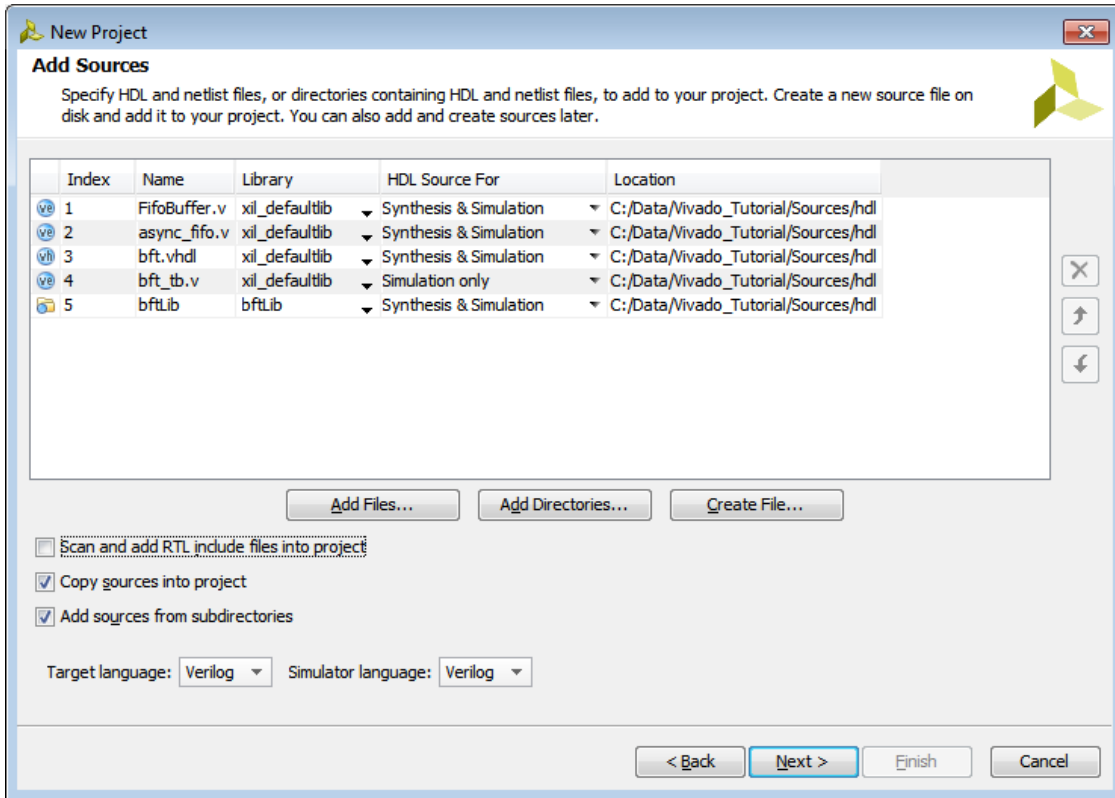 New Project
Add Sources
Specify HDL and netlist files, or directories containing HDL and netlist files, to add to your project. Create a new source file on
disk and add it to your project. You can also add and create sources later.
Index Name Library HDL Source For Location
ve 1 FifoBuffer.v xil_defaultlib Synthesis & Simulation C:/Data/Vivado_Tutorial/Sources/hdl
ve 2 async_fifo.v xil_defaultlib Synthesis & Simulation C:/Data/Vivado_Tutorial/Sources/hdl
vh 3 bft.vhdl xil_defaultlib Synthesis & Simulation C:/Data/Vivado_Tutorial/Sources/hdl
ve 4 bft_tb.v xil_defaultlib Simulation only C:/Data/Vivado_Tutorial/Sources/hdl
5 bftLib bftLib Synthesis & Simulation C:/Data/Vivado_Tutorial/Sources/hdl
Add Files... Add Directories... Create File...
Scan and add RTL include files into project
Copy sources into project
Add sources from subdirectories
Target language: Verilog Simulator language: Verilog
< Back Next > Finish Cancel